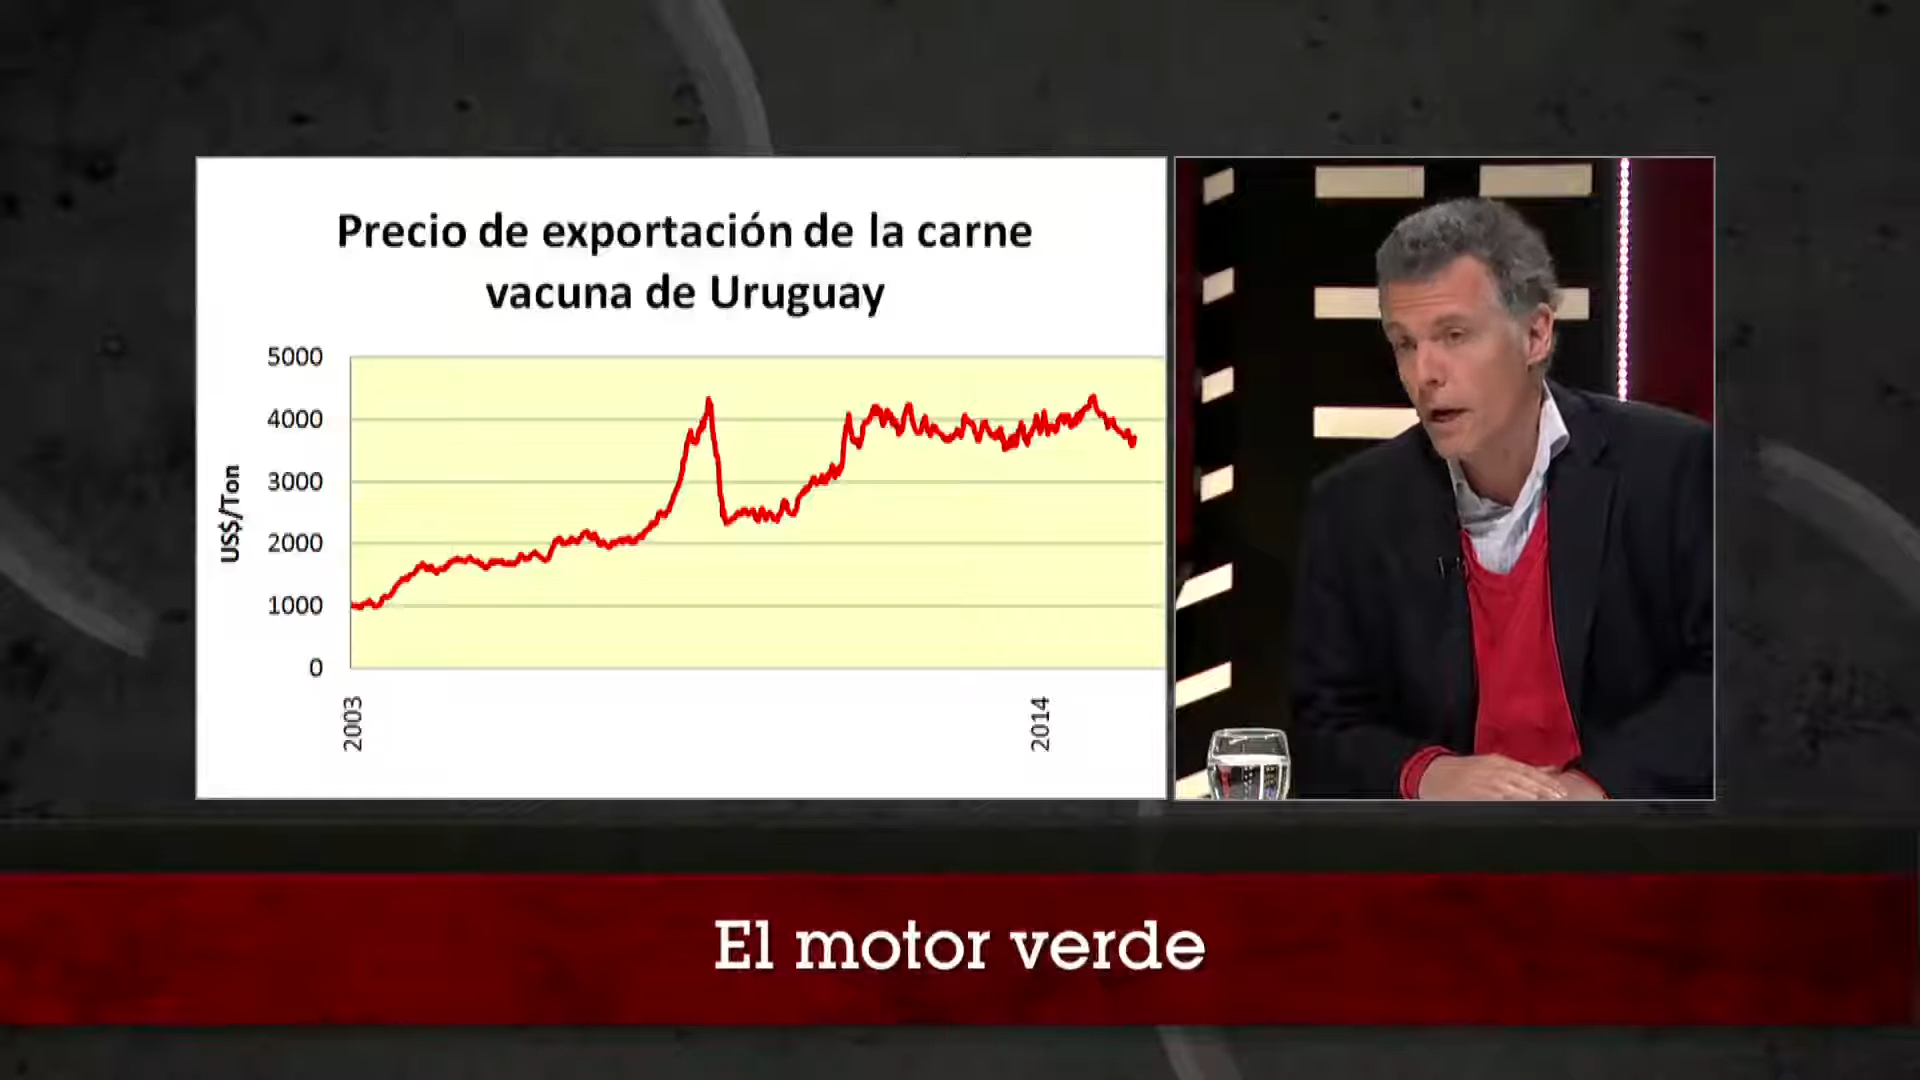 Precio de exportación de la carne
vacuna de Uruguay
US$/Ton
5000
4000
3000
2000
1000
0
2003
2014
El motor verde